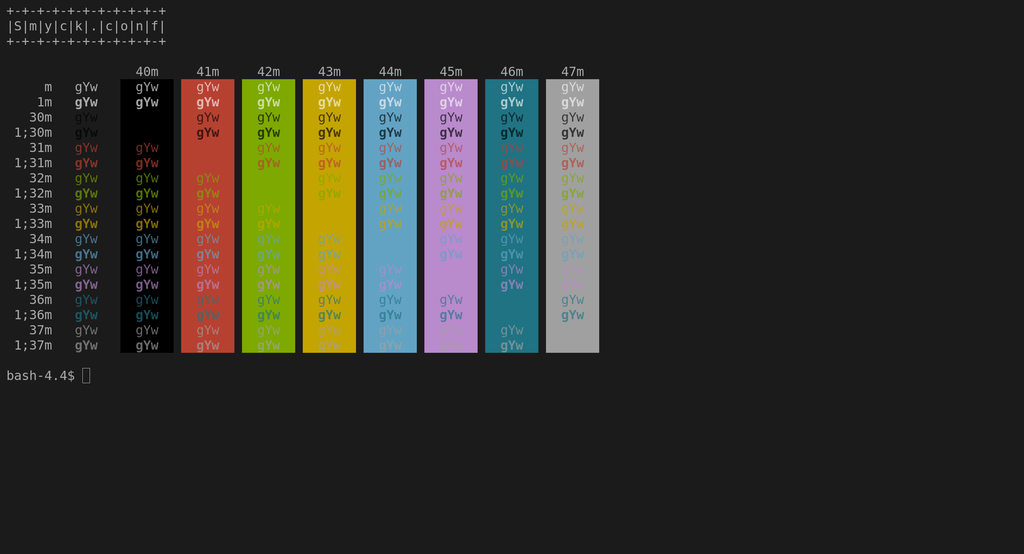 +-+-+-+-+-+-+-+-+-+-+
|S|m|y|c|k|.|c|o|n|f|
+-+-+-+-+-+-+-+-+-+-+
40m 41m 42m 43m 44m 45m 46m 47m
m gYw gYw gYw gYw gYw gYw gYw gYw gYw
1m gYw gYw gYw gYw gYw gYw gYw gYw gYw
30m gYw gYw gYw gYw gYw gYw gYw gYw
1;30m gYw gYw gYw gYw gYw gYw gYw gYw
31m gYw gYw gYw gYw gYw gYw gYw gYw
1;31m gYw gYw gYw gYw gYw gYw gYw gYw
32m gYw gYw gYw gYw gYw gYw gYw gYw
1;32m gYw gYw gYw gYw gYw gYw gYw gYw
33m gYw gYw gYw gYw gYw gYw gYw gYw
1;33m gYw gYw gYw gYw gYw gYw gYw gYw
34m gYw gYw gYw gYw gYw gYw gYw gYw
1;34m gYw gYw gYw gYw gYw gYw gYw gYw
35m gYw gYw gYw gYw gYw gYw gYw gYw
1;35m gYw gYw gYw gYw gYw gYw gYw gYw
36m gYw gYw gYw gYw gYw gYw gYw gYw
1;36m gYw gYw gYw gYw gYw gYw gYw gYw
37m gYw gYw gYw gYw gYw gYw gYw gYw
1;37m gYw gYw gYw gYw gYw gYw gYw gYw
bash-4.4$